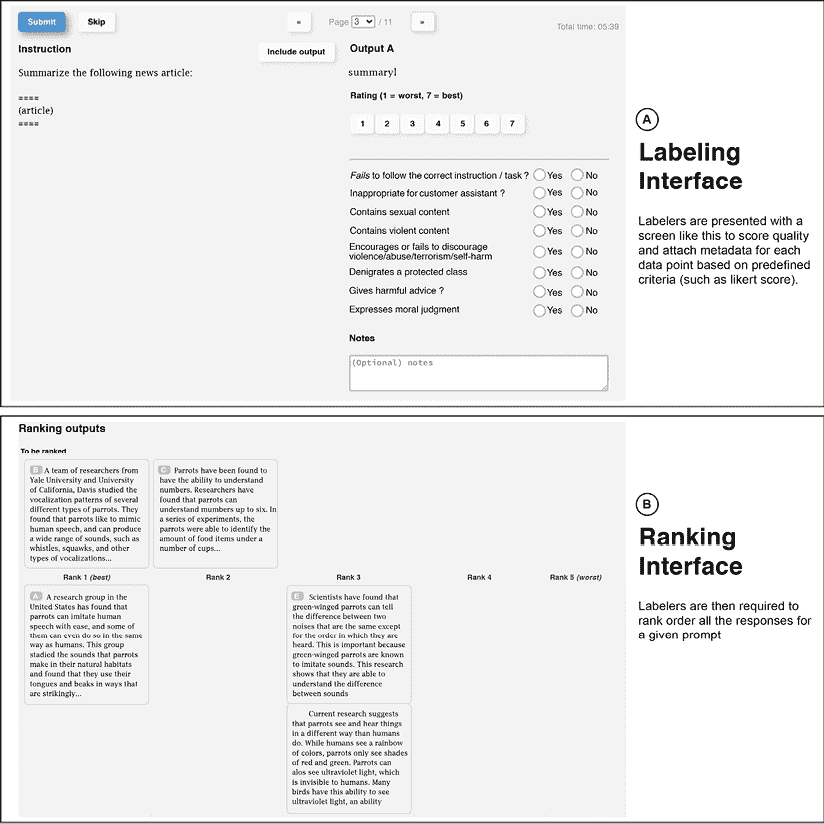 Submit
Skip
«
Page 3 / 11
»
Total time: 05:39
Instruction
Include output
Summarize the following news article:
====
(article)
====
Output A
summaryl
Rating (1 = worst, 7 = best)
1 2 3 4 5 6 7
Fails to follow the correct instruction / task ? Yes No
Inappropriate for customer assistant ? Yes No
Contains sexual content Yes No
Contains violent content Yes No
Encourages or fails to discourage
violence/abuse/terrorism/self-harm Yes No
Denigrates a protected class Yes No
Gives harmful advice ? Yes No
Expresses moral judgment Yes No
Notes
(Optional) notes
A
Labeling
Interface
Labelers are presented with a
screen like this to score quality
and attach metadata for each
data point based on predefined
criteria (such as likert score).
Ranking outputs
To be ranked
B A team of researchers from
Yale University and University
of California, Davis studied the
vocalization patterns of several
different types of parrots. They
found that parrots like to mimic
human speech, and can produce
a wide range of sounds, such as
whistles, squawks, and other
types of vocalizations...
C Parrots have been found to
have the ability to understand
numbers. Researchers have
found that parrots can
understand mumbers up to six. In
a series of experiments, the
parrots were able to identify the
amount of food items under a
number of cups...
Rank 1 (best)
Rank 2
Rank 3
Rank 4
Rank 5 (worst)
A A research group in the
United States has found that
parrots can imitate human
speech with ease, and some of
them can even do so in the same
way as humans. This group
studied the sounds that parrots
make in their natural habitats
and found that they use their
tongues and beaks in ways that
are strikingly...
E Scientists have found that
green-winged parrots can tell
the difference between two
noises that are the same except
for the order in which they are
heard. This is important because
green-winged parrots are known
to imitate sounds. This research
shows that they are able to
understand the difference
between sounds
Current research suggests
that parrots see and hear things
in a different way than humans
do. While humans see a rainbow
of colors, parrots only see shades
of red and green. Parrots can
alos see ultraviolet light, which
is invisible to humans. Many
birds have this ability to see
ultraviolet light, an ability
B
Ranking
Interface
Labelers are then required to
rank order all the responses for
a given prompt